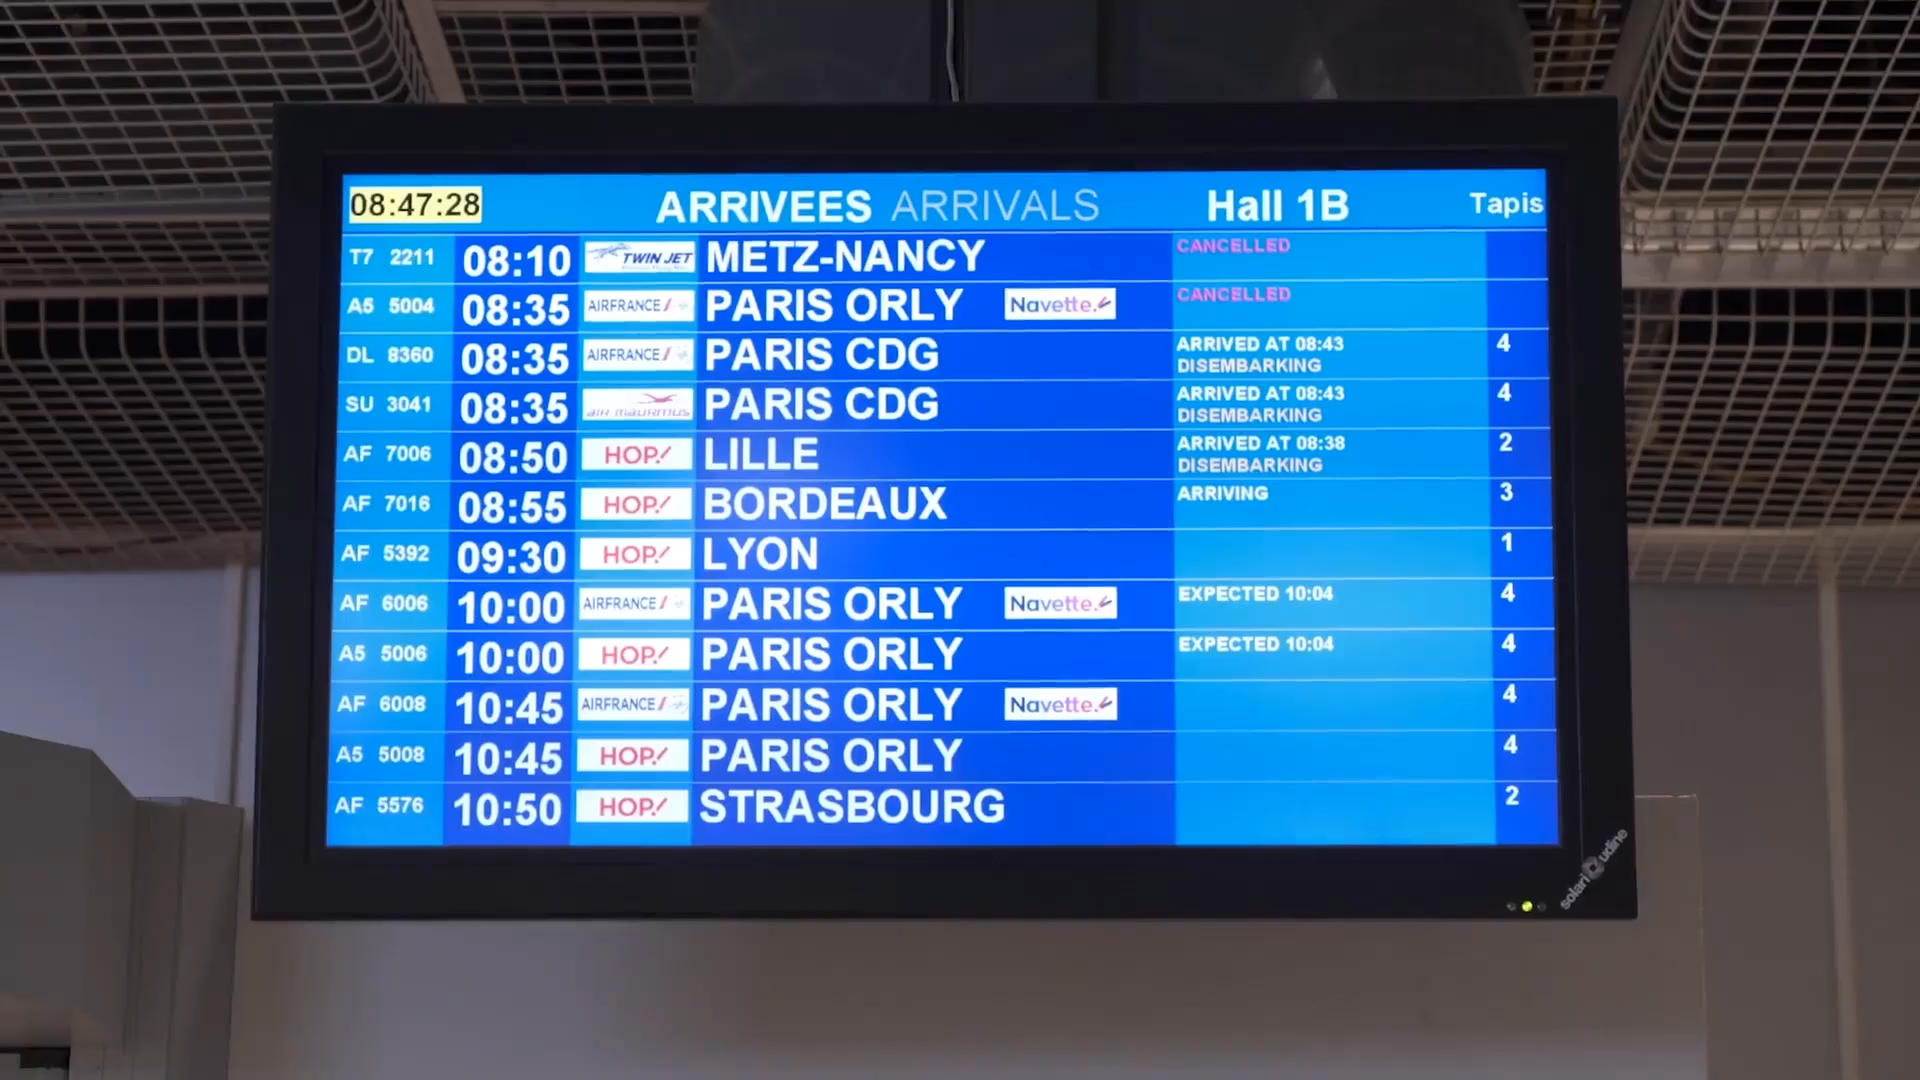 08:47:28 ARRIVEES ARRIVALS Hall 1B Tapis
T7 2211 08:10 TWIN JET METZ-NANCY CANCELLED
A5 5004 08:35 AIRFRANCE PARIS ORLY Navette. CANCELLED
DL 8360 08:35 AIRFRANCE PARIS CDG ARRIVED AT 08:43 4
DISEMBARKING
SU 3041 08:35 AIR MAURITIUS PARIS CDG ARRIVED AT 08:43 4
DISEMBARKING
AF 7006 08:50 HOP! LILLE ARRIVED AT 08:38 2
DISEMBARKING
AF 7016 08:55 HOP! BORDEAUX ARRIVING 3
AF 5392 09:30 HOP! LYON 1
AF 6006 10:00 AIRFRANCE PARIS ORLY Navette. EXPECTED 10:04 4
A5 5006 10:00 HOP! PARIS ORLY EXPECTED 10:04 4
AF 6008 10:45 AIRFRANCE PARIS ORLY Navette. 4
A5 5008 10:45 HOP! PARIS ORLY 4
AF 5576 10:50 HOP! STRASBOURG 2
solari udine